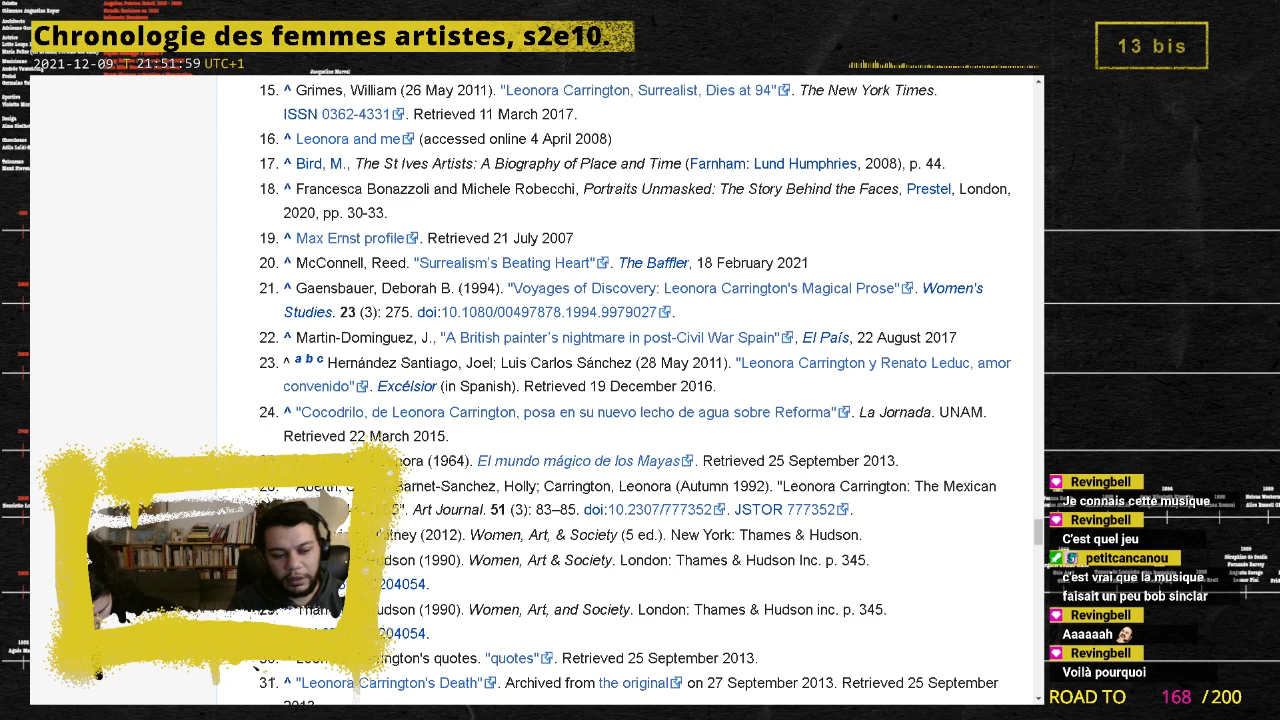 Chronologie des femmes artistes, s2e10.
2021-12-09 T 21:51:59 UTC+1
13 bis
15. ^ Grimes, William (26 May 2011). "Leonora Carrington, Surrealist, Dies at 94". The New York Times.
ISSN 0362-4331. Retrieved 11 March 2017.
16. ^ Leonora and me (accessed online 4 April 2008)
17. ^ Bird, M., The St Ives Artists: A Biography of Place and Time (Farnham: Lund Humphries, 2008), p. 44.
18. ^ Francesca Bonazzoli and Michele Robecchi, Portraits Unmasked: The Story Behind the Faces, Prestel, London,
2020, pp. 30-33.
19. ^ Max Ernst profile. Retrieved 21 July 2007
20. ^ McConnell, Reed. "Surrealism's Beating Heart". The Baffler, 18 February 2021
21. ^ Gaensbauer, Deborah B. (1994). "Voyages of Discovery: Leonora Carrington's Magical Prose". Women's
Studies. 23 (3): 275. doi:10.1080/00497878.1994.9979027.
22. ^ Martin-Dominguez, J., "A British painter's nightmare in post-Civil War Spain", El País, 22 August 2017
23. ^ a b c Hernández Santiago, Joel; Luis Carlos Sánchez (28 May 2011). "Leonora Carrington y Renato Leduc, amor
convenido". Excélsior (in Spanish). Retrieved 19 December 2016.
24. ^ "Cocodrilo, de Leonora Carrington, posa en su nuevo lecho de agua sobre Reforma". La Jornada. UNAM.
Retrieved 22 March 2015.
ora (1964). El mundo mágico de los Mayas. Retrieved 25 September 2013.
arnet-Sanchez, Holly; Carrington, Leonora (Autumn 1992). "Leonora Carrington: The Mexican
". Art Journal. 51 (3): 83–85. doi:10.2307/777352. JSTOR 777352.
tney (2012). Women, Art, & Society (5 ed.). New York: Thames & Hudson.
dson (1990). Women, Art & Society. London: Thames & Hudson Inc. p. 345.
204054.
udson (1990). Women, Art, and Society. London: Thames & Hudson inc. p. 345.
204054.
ngton's quotes. "quotes". Retrieved 25 September 2013.
31. ^ "Leonora Carrington's Death". Archived from the original on 27 September 2013. Retrieved 25 September
Revingbell
Je connais cette musique
Revingbell
C'est quel jeu
petitcancanou
c'est vrai que la musique
faisait un peu bob sinclar
Revingbell
Aaaaaah
Revingbell
Voilà pourquoi
ROAD TO 168 / 200